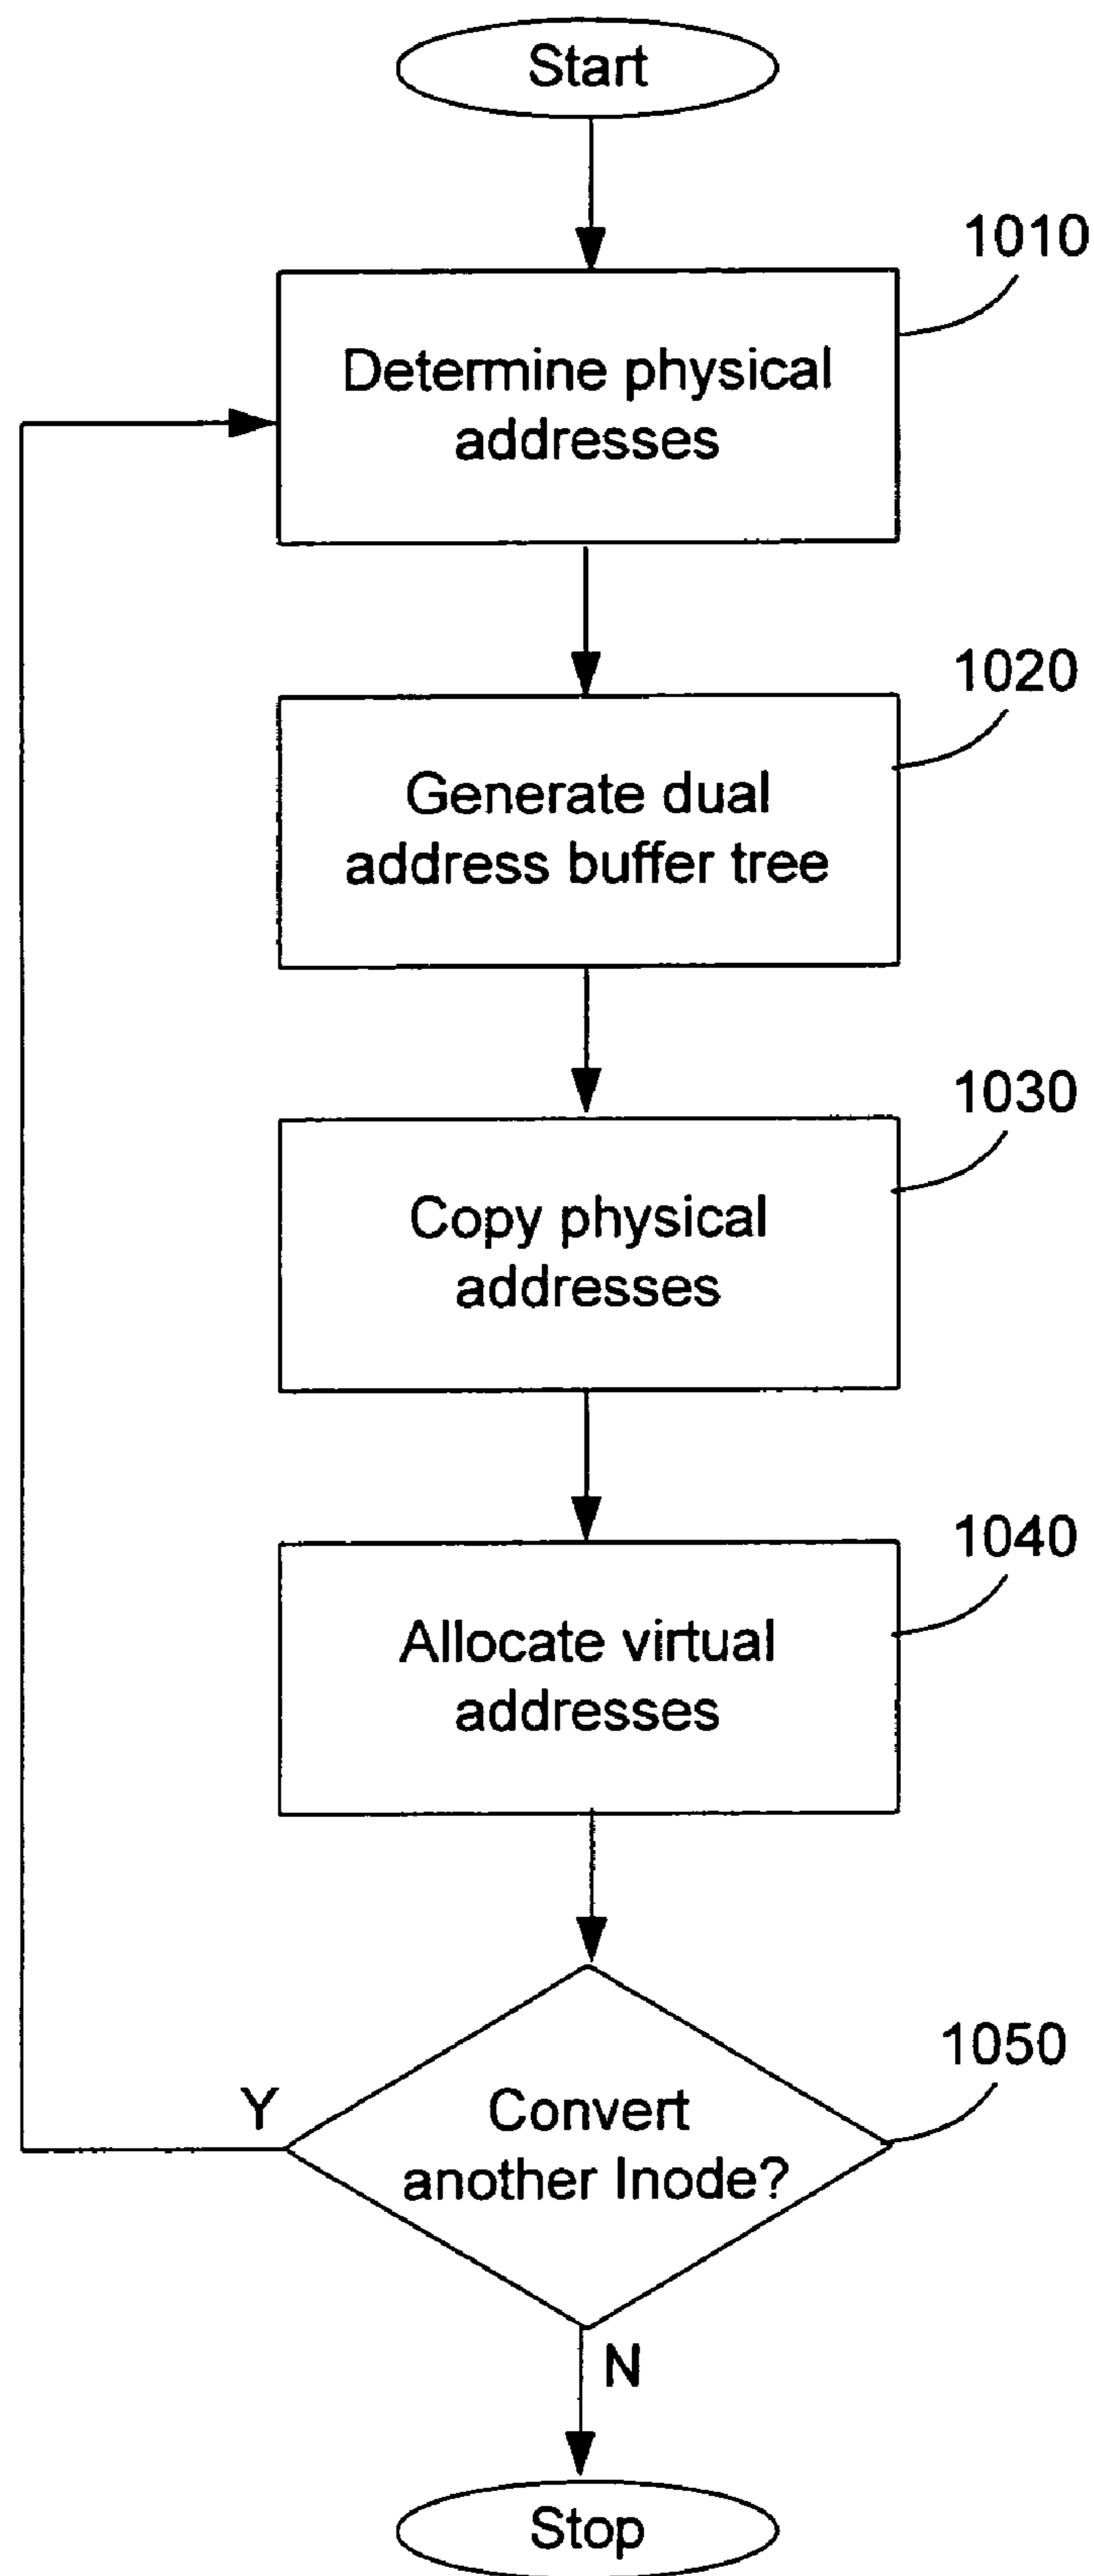 Start
1010
Determine physical
addresses
1020
Generate dual
address buffer tree
1030
Copy physical
addresses
1040
Allocate virtual
addresses
1050
Y
Convert
another Inode?
N
Stop